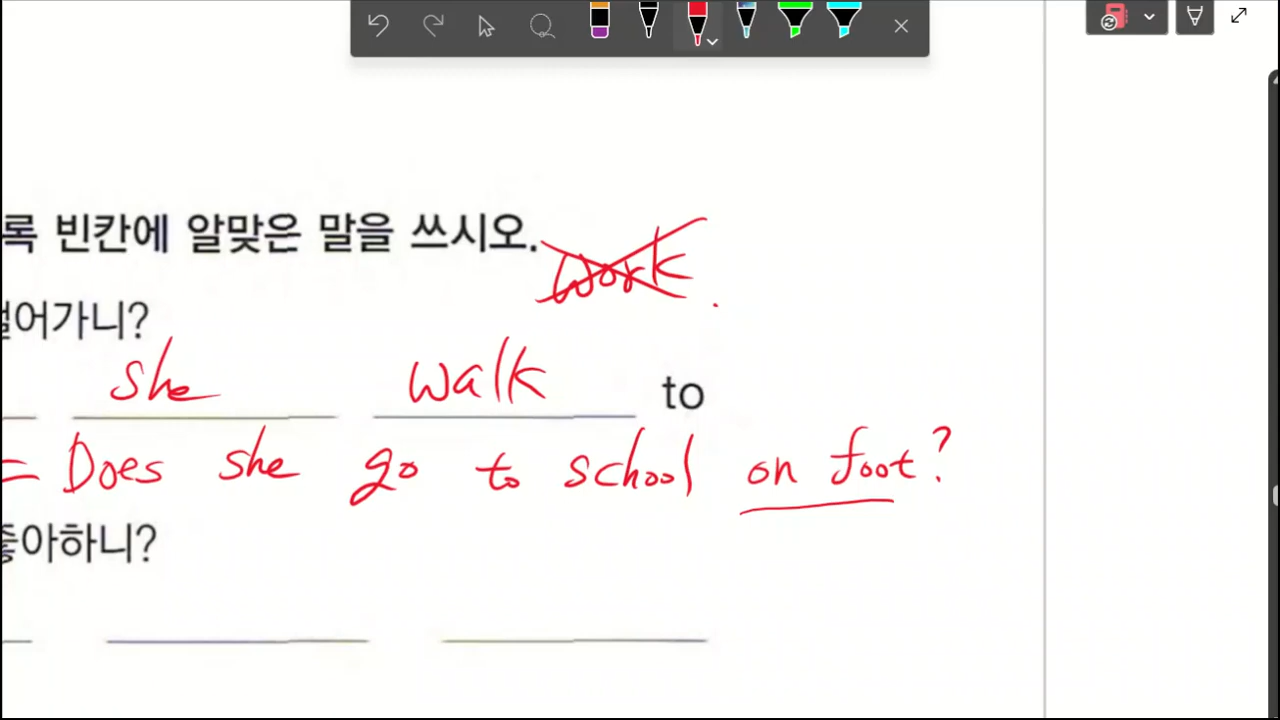 록 빈칸에 알맞은 말을 쓰시오.
work
걸어가니?
she walk to
= Does she go to school on foot?
좋아하니?